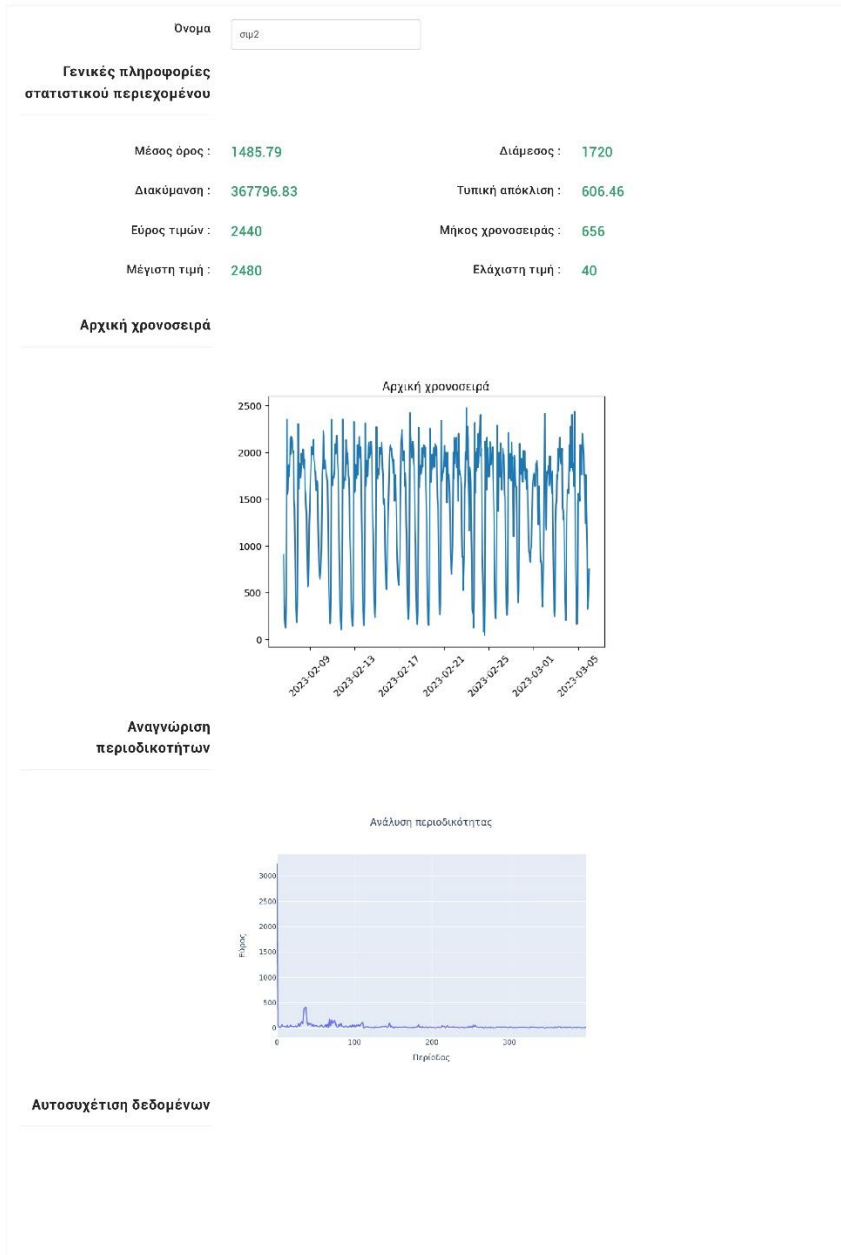 Όνομα
σιμ2
Γενικές πληροφορίες
στατιστικού περιεχομένου
Μέσος όρος : 1485.79 Διάμεσος : 1720
Διακύμανση : 367796.83 Τυπική απόκλιση : 606.46
Εύρος τιμών : 2440 Μήκος χρονοσειράς : 656
Μέγιστη τιμή : 2480 Ελάχιστη τιμή : 40
Αρχική χρονοσειρά
Αρχική χρονοσειρά
2500
2000
1500
1000
500
0
2023-02-09 2023-02-13 2023-02-17 2023-02-21 2023-02-25 2023-03-01 2023-03-05
Αναγνώριση
περιοδικοτήτων
Ανάλυση περιοδικότητας
3000
2500
2000
1500
1000
500
0
Εύρος
0 100 200 300
Περίοδος
Αυτοσυχέτιση δεδομένων